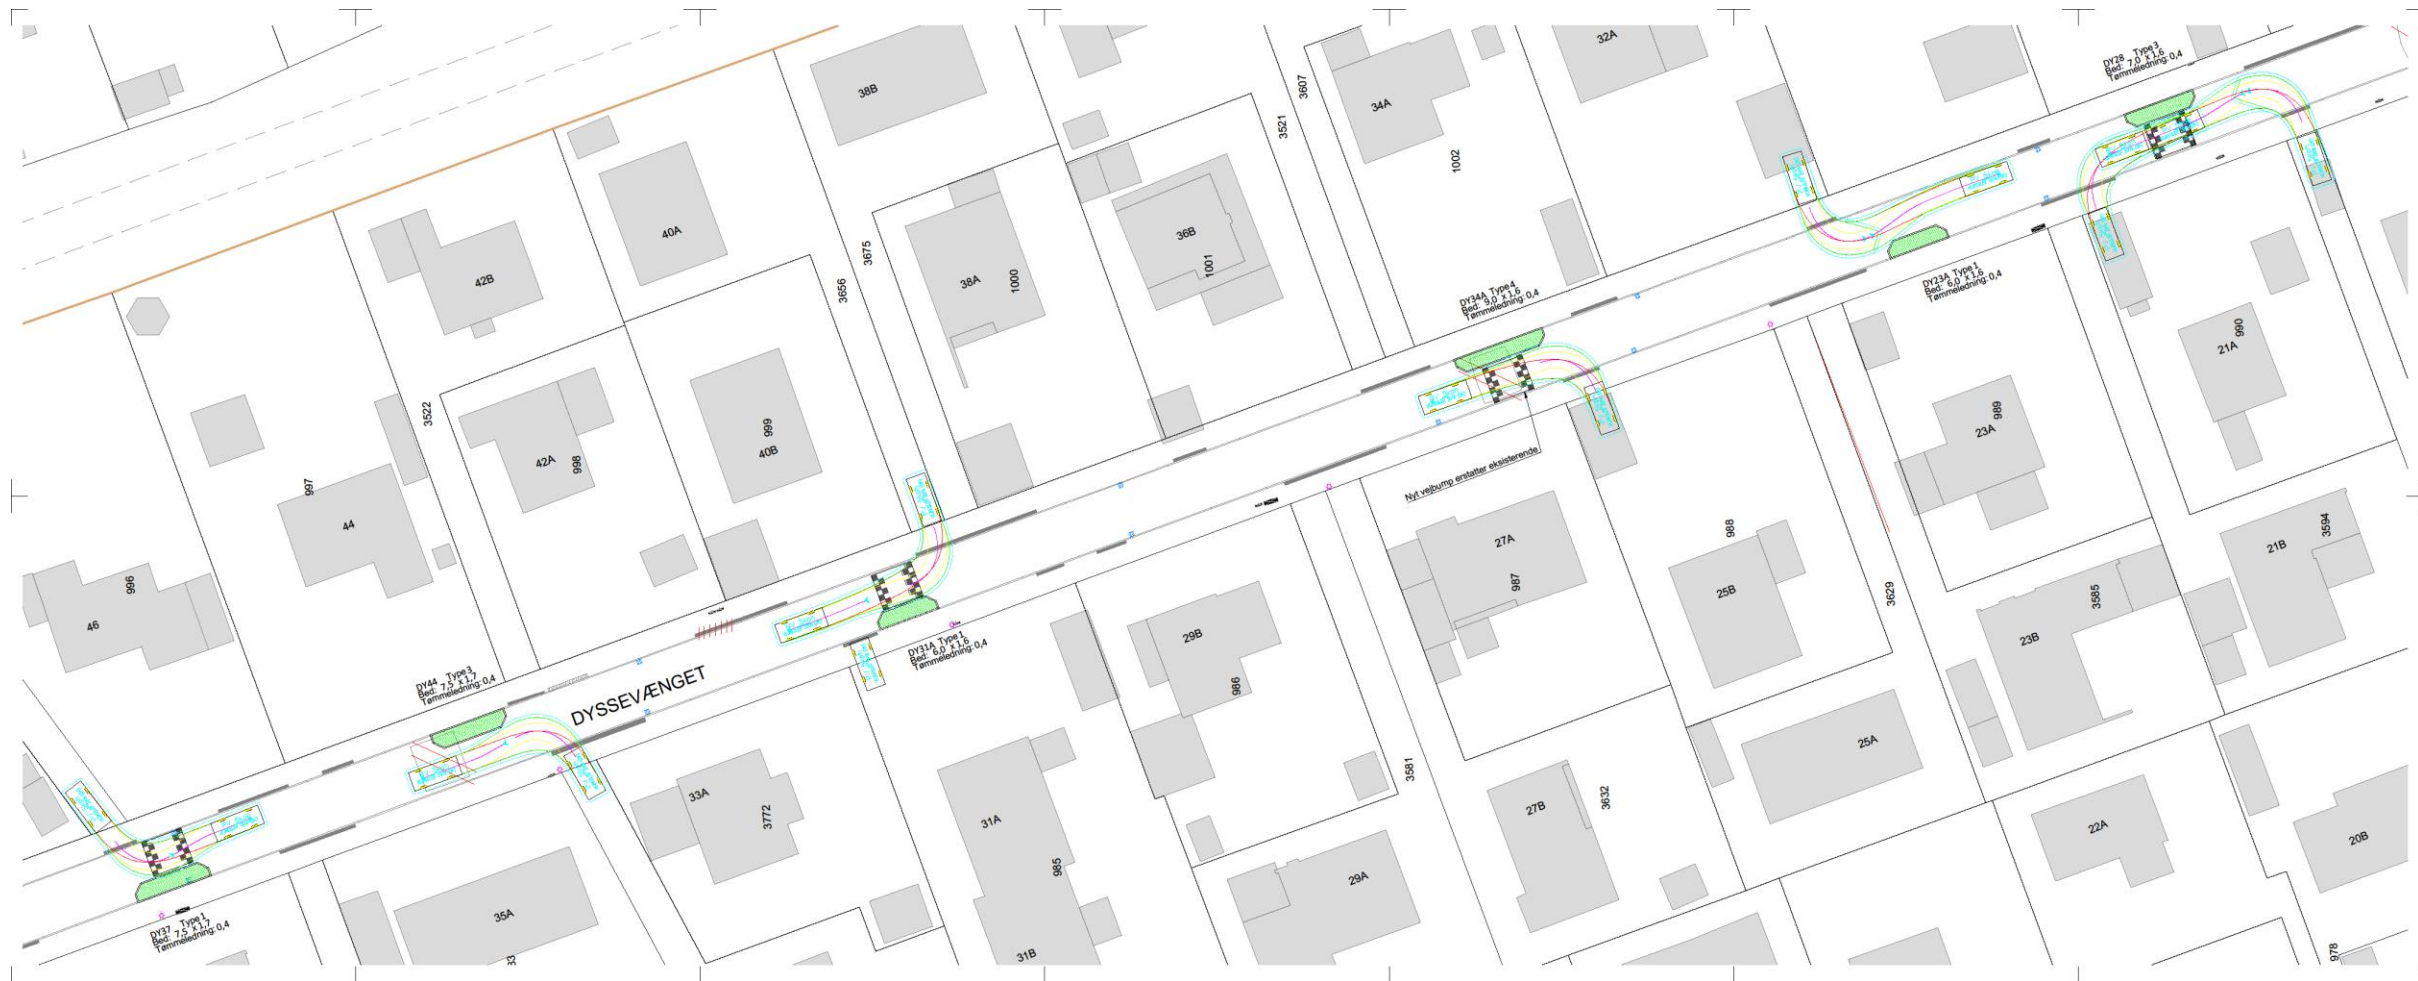 38B
32A
34A
3607
3521
1002
DY28 Type 3
Bed: 7,0 x 1,6
Tømmeledning: 0,4
40A
3675
3656
38A
1000
36B
1001
42B
DY34A Type 4
Bed: 9,0 x 1,6
Tømmeledning: 0,4
DY23A Type 1
Bed: 6,0 x 1,6
Tømmeledning: 0,4
990
21A
3522
42A
998
999
40B
Nyt vejbump erstatter eksisterende
989
23A
997
44
27A
987
988
25B
3594
21B
996
46
DY44 Type 3
Bed: 7,5 x 1,7
Tømmeledning: 0,4
DYSSEVÆNGET
DY31A Type 1
Bed: 6,0 x 1,6
Tømmeledning: 0,4
29B
986
3629
3585
23B
25A
3581
3632
27B
33A
3772
31A
985
22A
20B
29A
DY37 Type 1
Bed: 7,5 x 1,7
Tømmeledning: 0,4
35A
31B
978